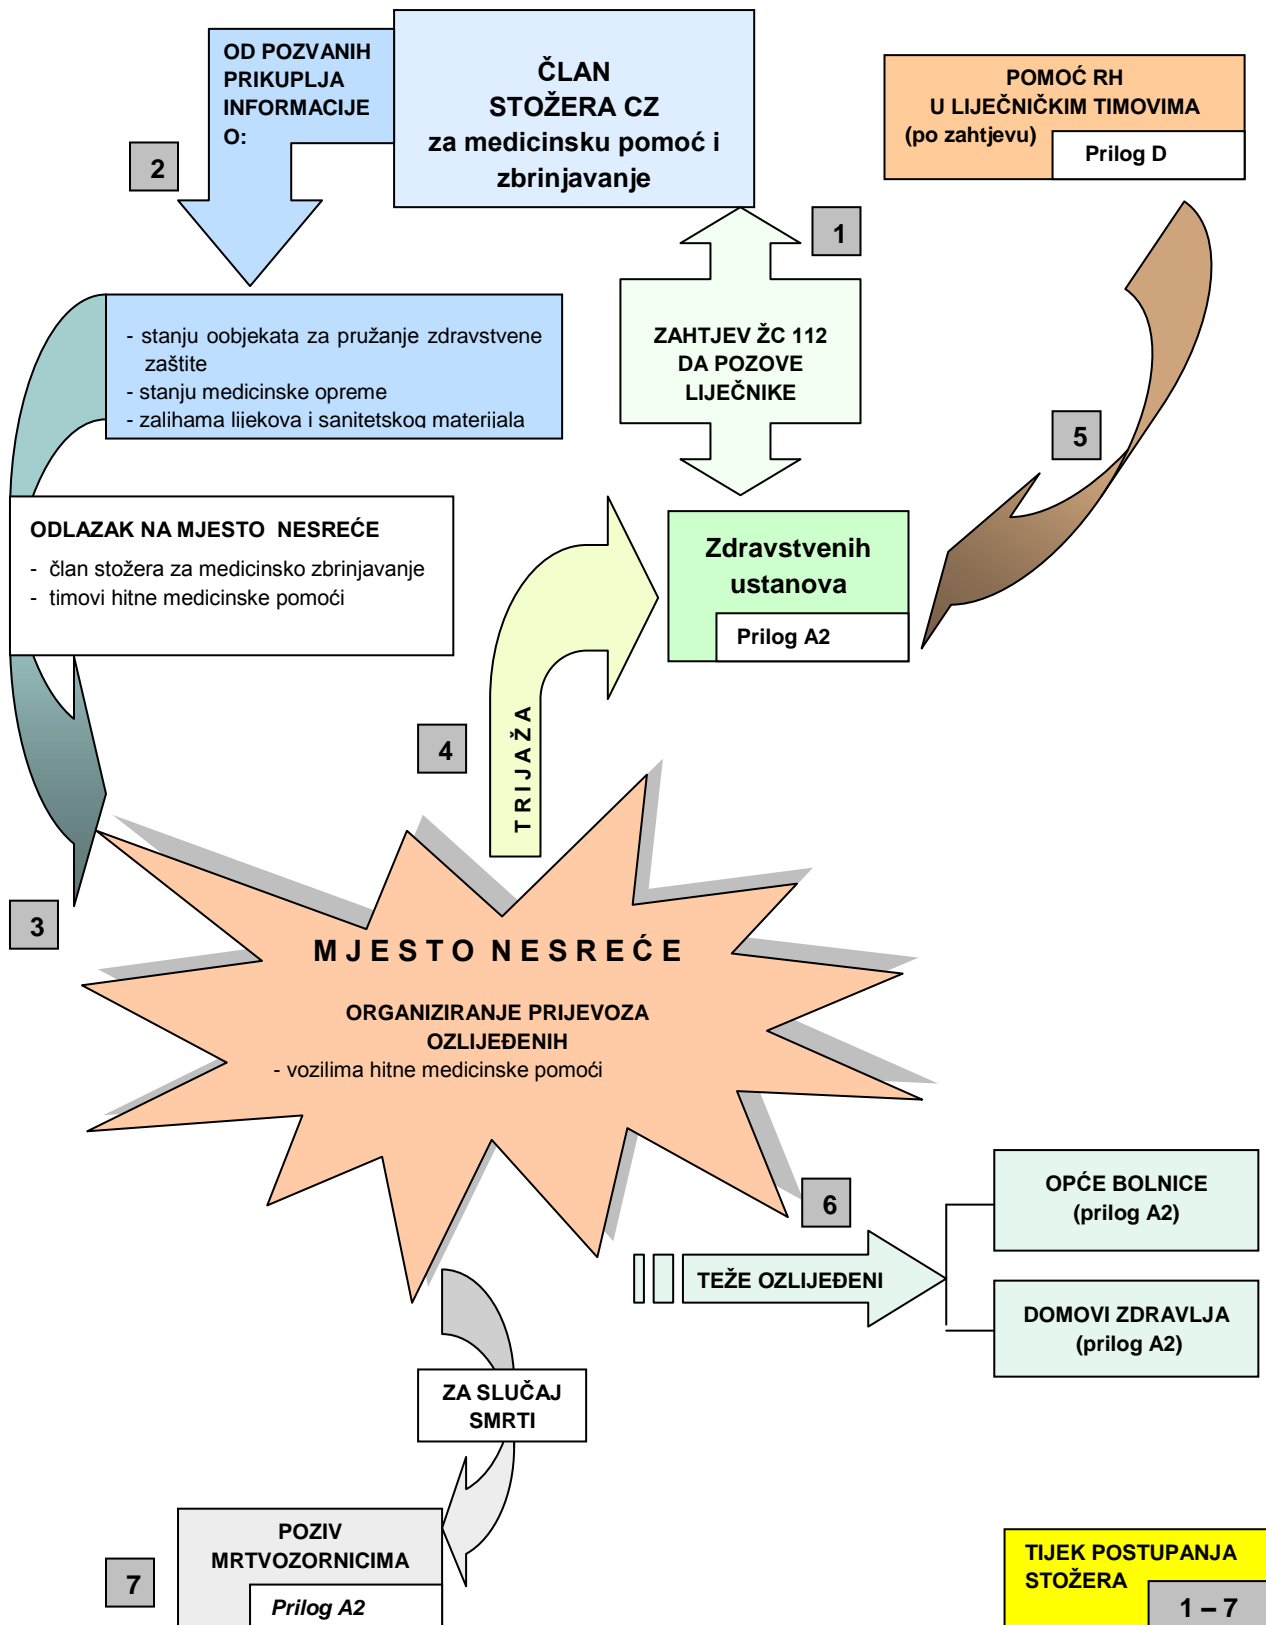 OD POZVANIH
PRIKUPLJA
INFORMACIJE
O:
ČLAN
STOŽERA CZ
za medicinsku pomoć i
zbrinjavanje
POMOĆ RH
U LIJEČNIČKIM TIMOVIMA
(po zahtjevu)
Prilog D
2
1
- stanju oobjekata za pružanje zdravstvene
zaštite
- stanju medicinske opreme
- zalihama lijekova i sanitetskog materijala
ZAHTJEV ŽC 112
DA POZOVE
LIJEČNIKE
5
ODLAZAK NA MJESTO NESREĆE
- član stožera za medicinsko zbrinjavanje
- timovi hitne medicinske pomoći
Zdravstvenih
ustanova
Prilog A2
4
TRIJAŽA
3
MJESTO NESREĆE
ORGANIZIRANJE PRIJEVOZA
OZLIJEĐENIH
- vozilima hitne medicinske pomoći
6
TEŽE OZLIJEĐENI
OPĆE BOLNICE
(prilog A2)
DOMOVI ZDRAVLJA
(prilog A2)
ZA SLUČAJ
SMRTI
POZIV
MRTVOZORNICIMA
Prilog A2
7
TIJEK POSTUPANJA
STOŽERA
1 – 7